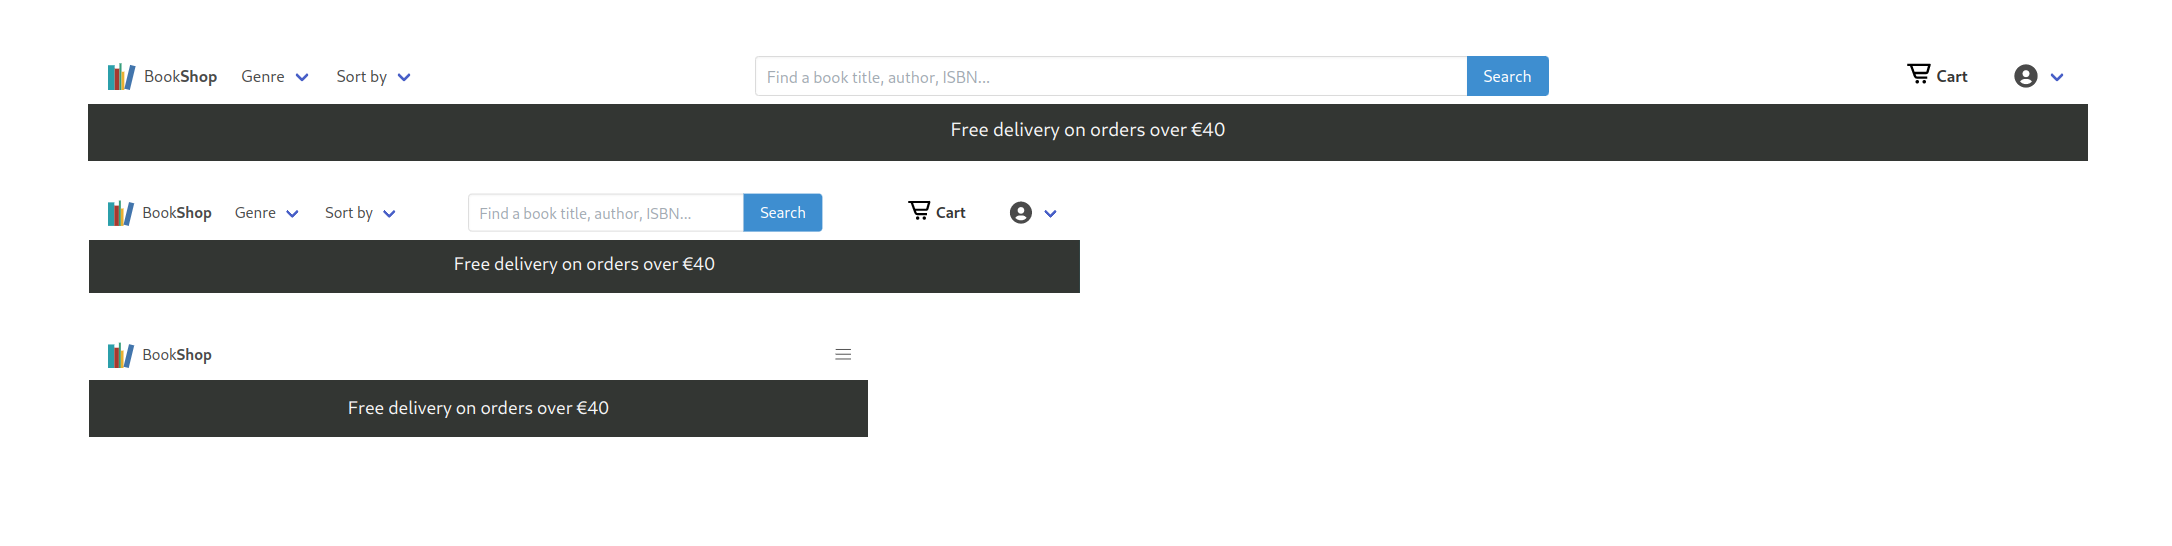 BookShop Genre Sort by Find a book title, author, ISBN... Search Cart
Free delivery on orders over €40
BookShop Genre Sort by Find a book title, author, ISBN... Search Cart
Free delivery on orders over €40
BookShop
Free delivery on orders over €40